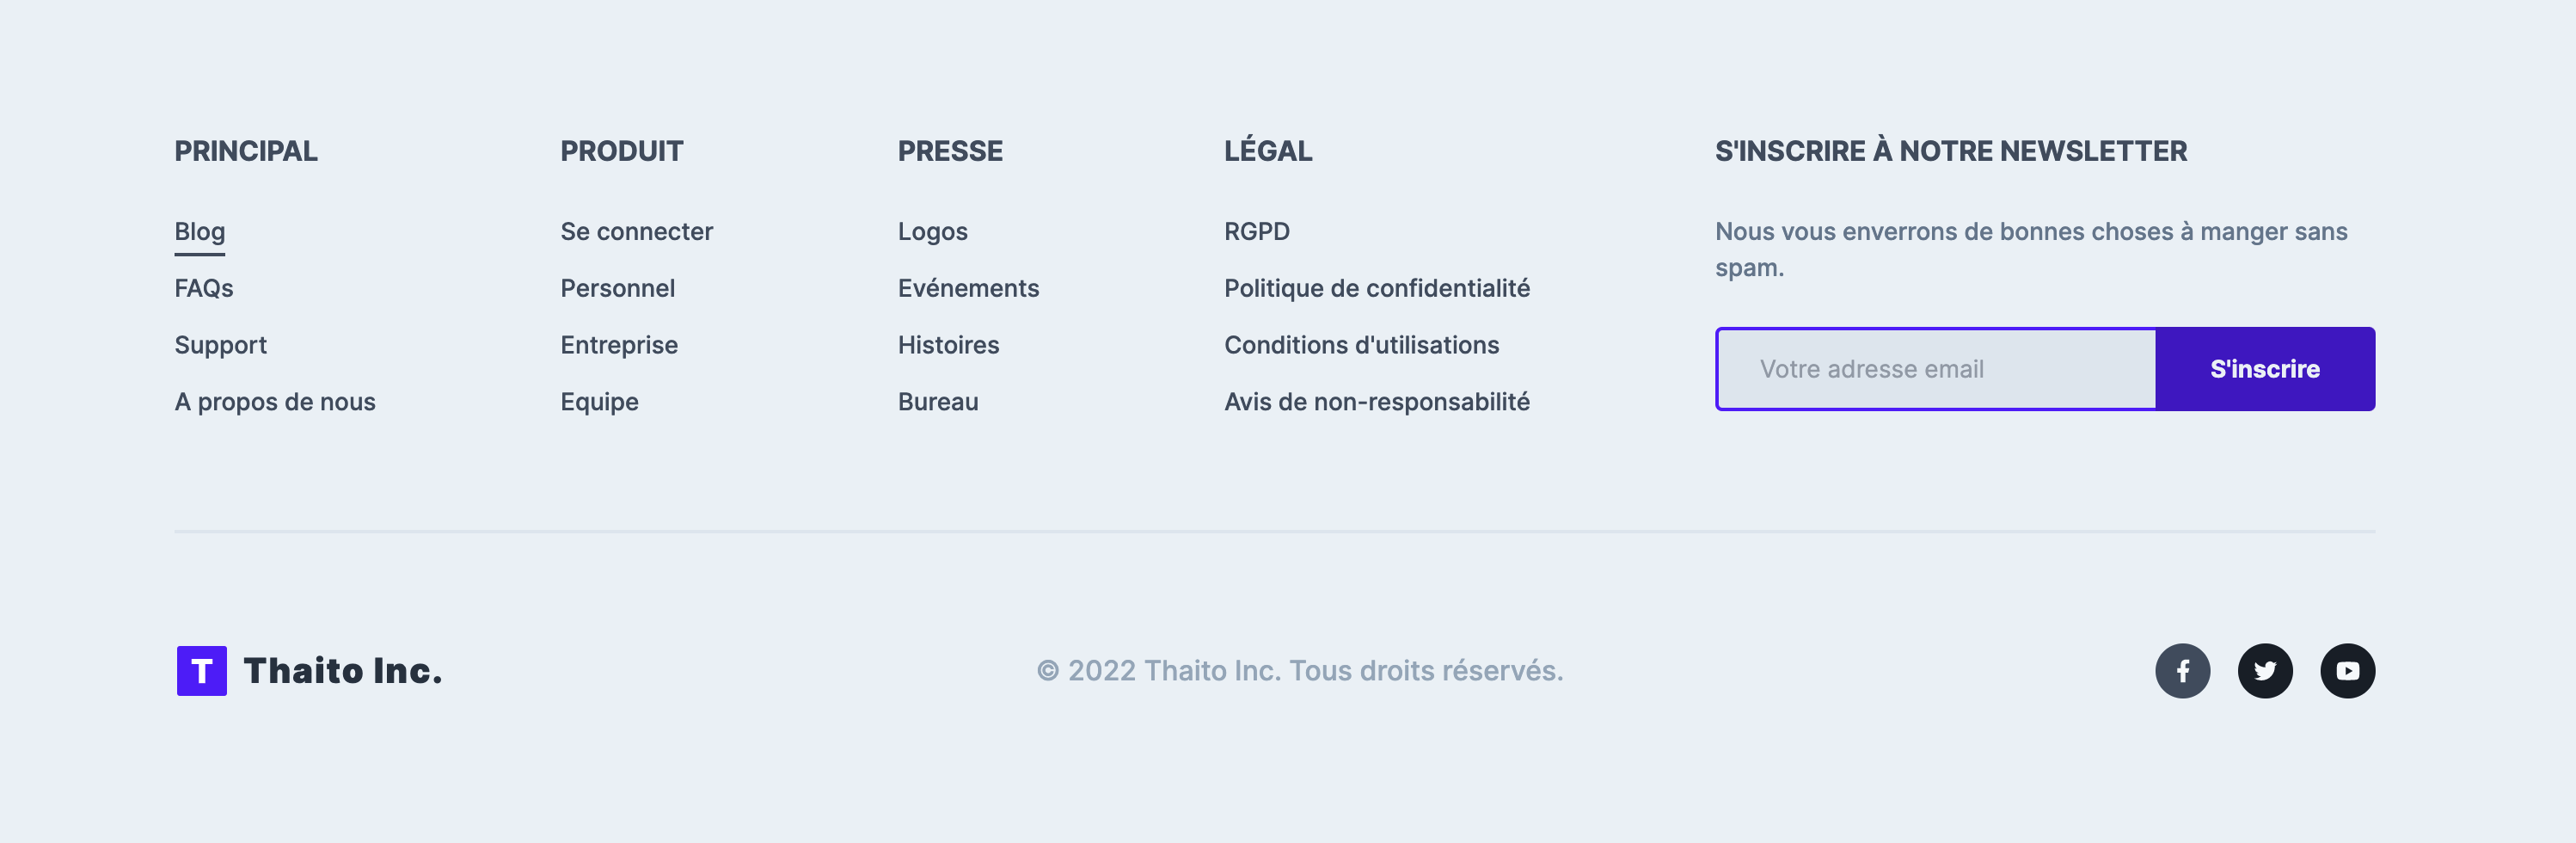 PRINCIPAL
Blog
FAQs
Support
A propos de nous
PRODUIT
Se connecter
Personnel
Entreprise
Equipe
PRESSE
Logos
Evénements
Histoires
Bureau
LÉGAL
RGPD
Politique de confidentialité
Conditions d'utilisations
Avis de non-responsabilité
S'INSCRIRE À NOTRE NEWSLETTER
Nous vous enverrons de bonnes choses à manger sans
spam.
Votre adresse email
S'inscrire
T Thaito Inc.
© 2022 Thaito Inc. Tous droits réservés.